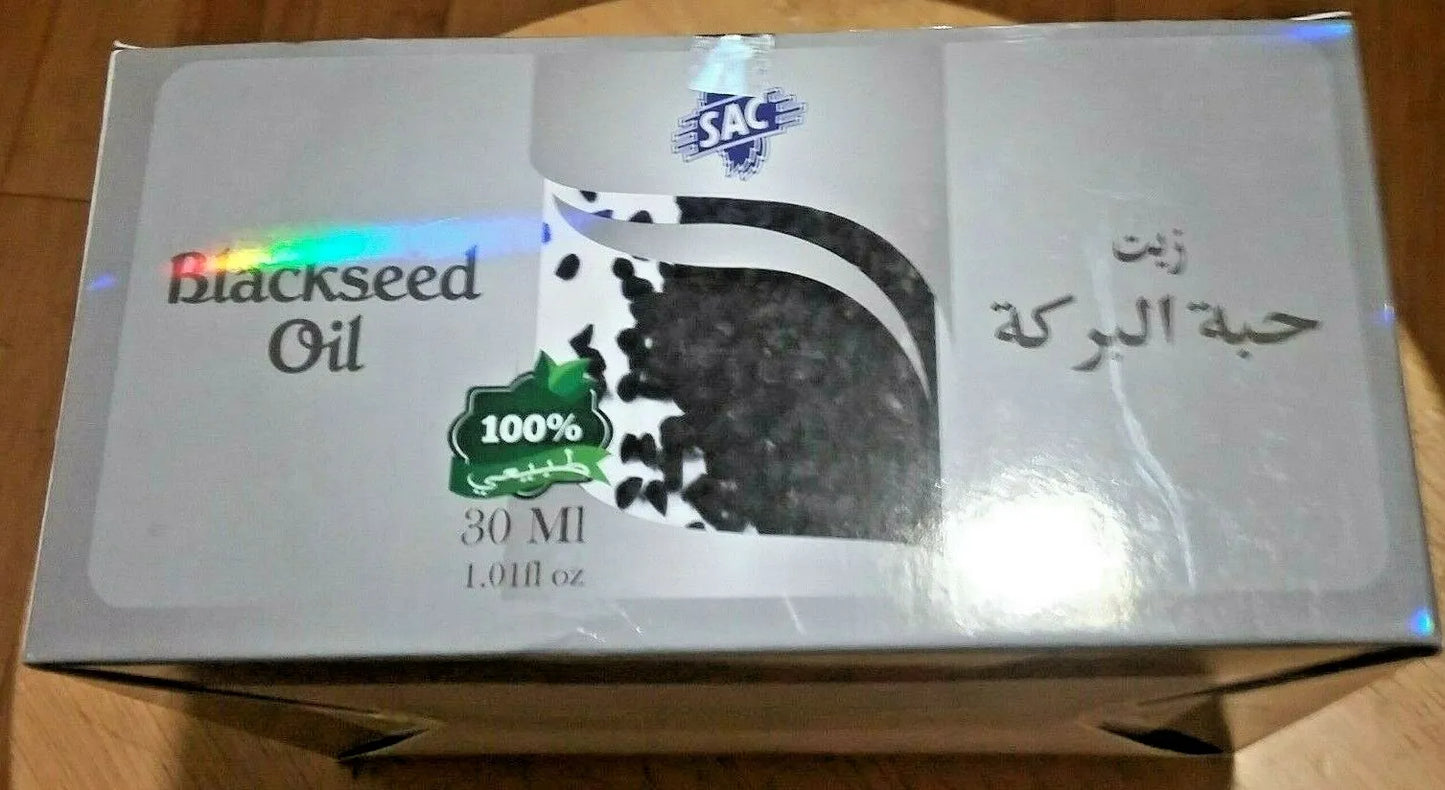 SAC
Blackseed
Oil
100%
طبيعي
30 Ml
1.01fl oz
زيت
حبة البركة